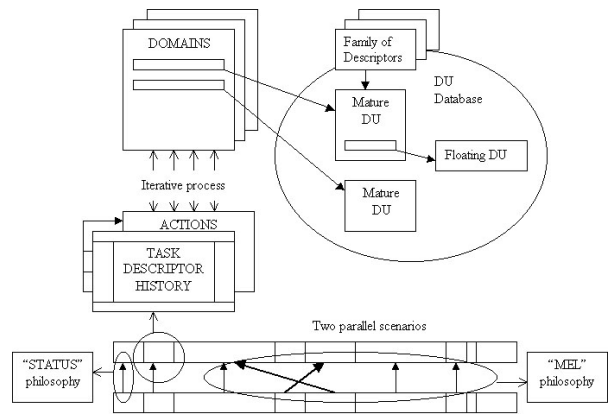 DOMAINS
Family of
Descriptors
DU
Database
Mature
DU
Floating DU
Mature
DU
Iterative process
ACTIONS
TASK
DESCRIPTOR
HISTORY
Two parallel scenarios
“STATUS”
philosophy
“MEL”
philosophy